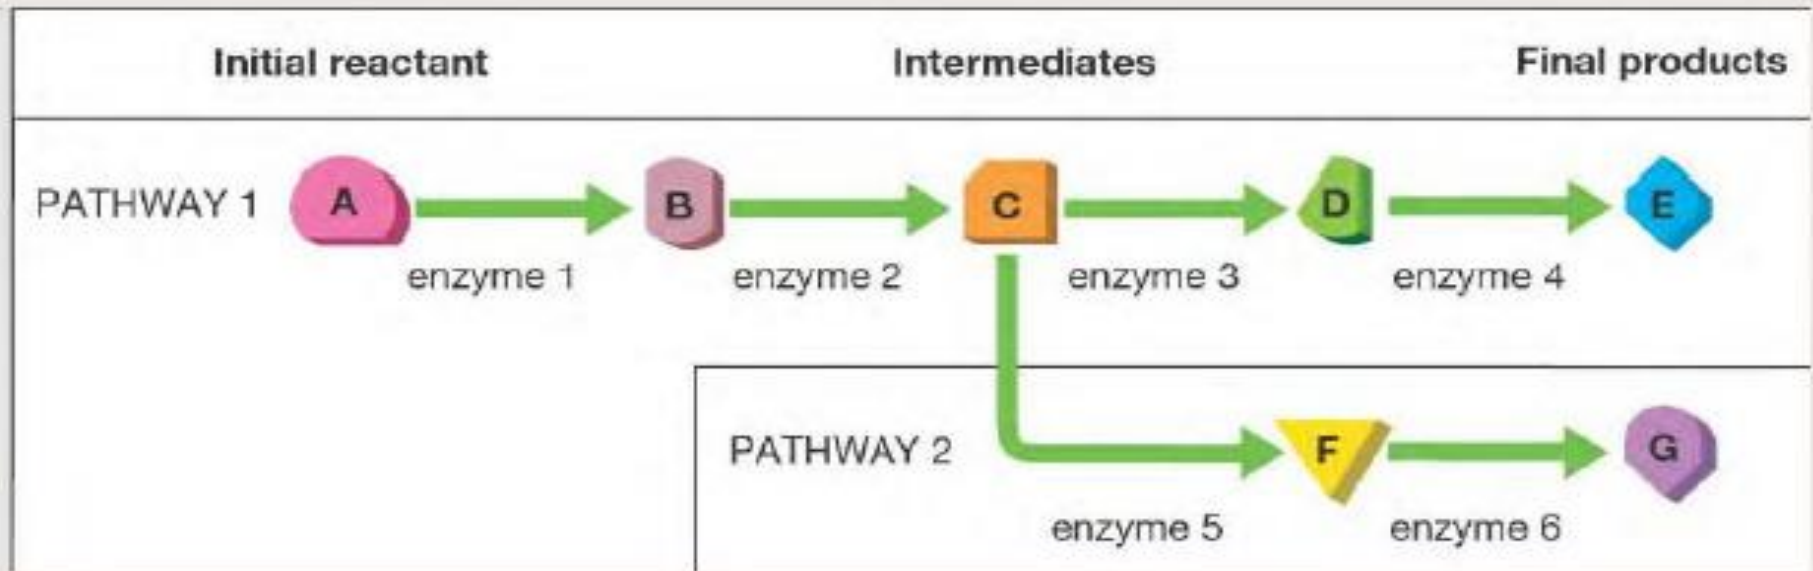 Initial reactant Intermediates Final products
PATHWAY 1 A B C D E
enzyme 1 enzyme 2 enzyme 3 enzyme 4
PATHWAY 2 F G
enzyme 5 enzyme 6